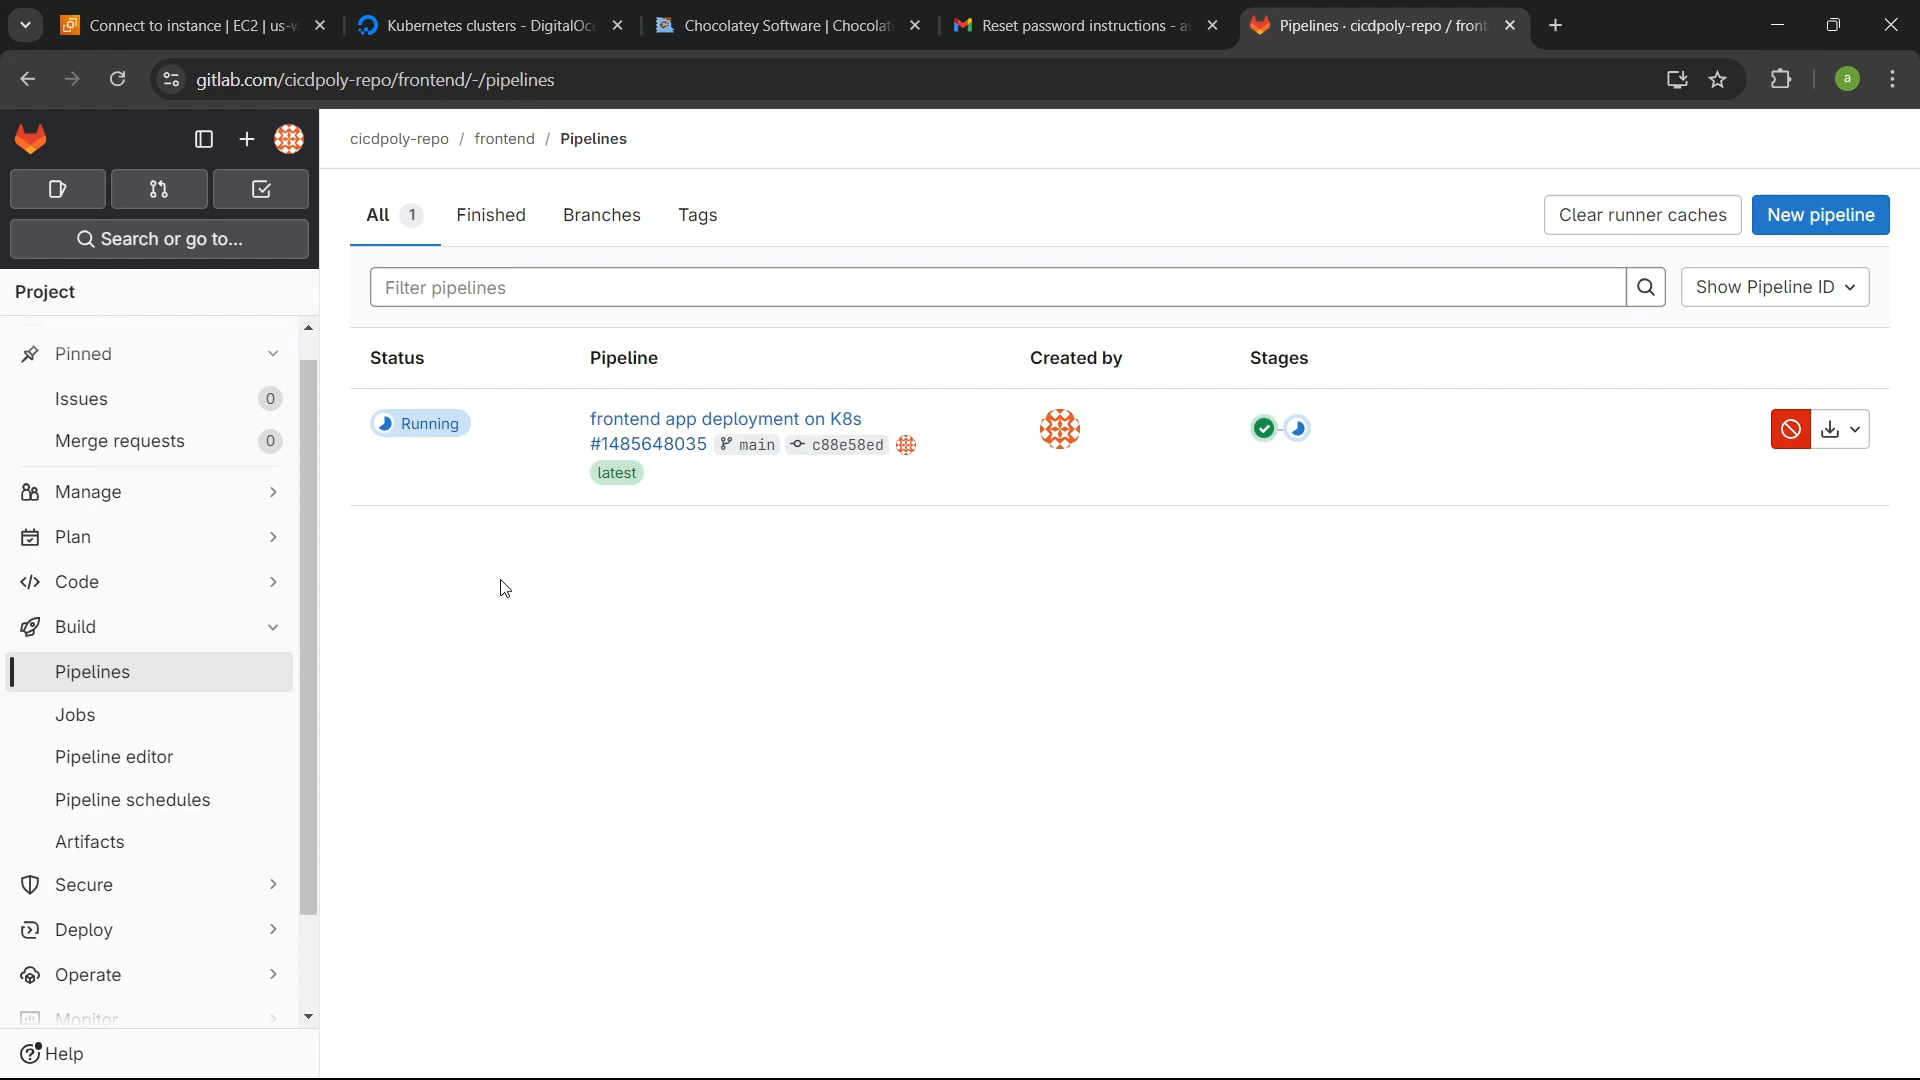 Connect to instance | EC2 | us-w
Kubernetes clusters - DigitalOc
Chocolatey Software | Chocolat
Reset password instructions - a
Pipelines · cicdpoly-repo / front
gitlab.com/cicdpoly-repo/frontend/-/pipelines
a
cicdpoly-repo / frontend / Pipelines
Search or go to...
Project
Pinned
Issues 0
Merge requests 0
Manage
Plan
Code
Build
Pipelines
Jobs
Pipeline editor
Pipeline schedules
Artifacts
Secure
Deploy
Operate
Monitor
Help
All 1 Finished Branches Tags
Clear runner caches New pipeline
Filter pipelines Show Pipeline ID
Status Pipeline Created by Stages
Running
frontend app deployment on K8s
#1485648035 main c88e58ed
latest